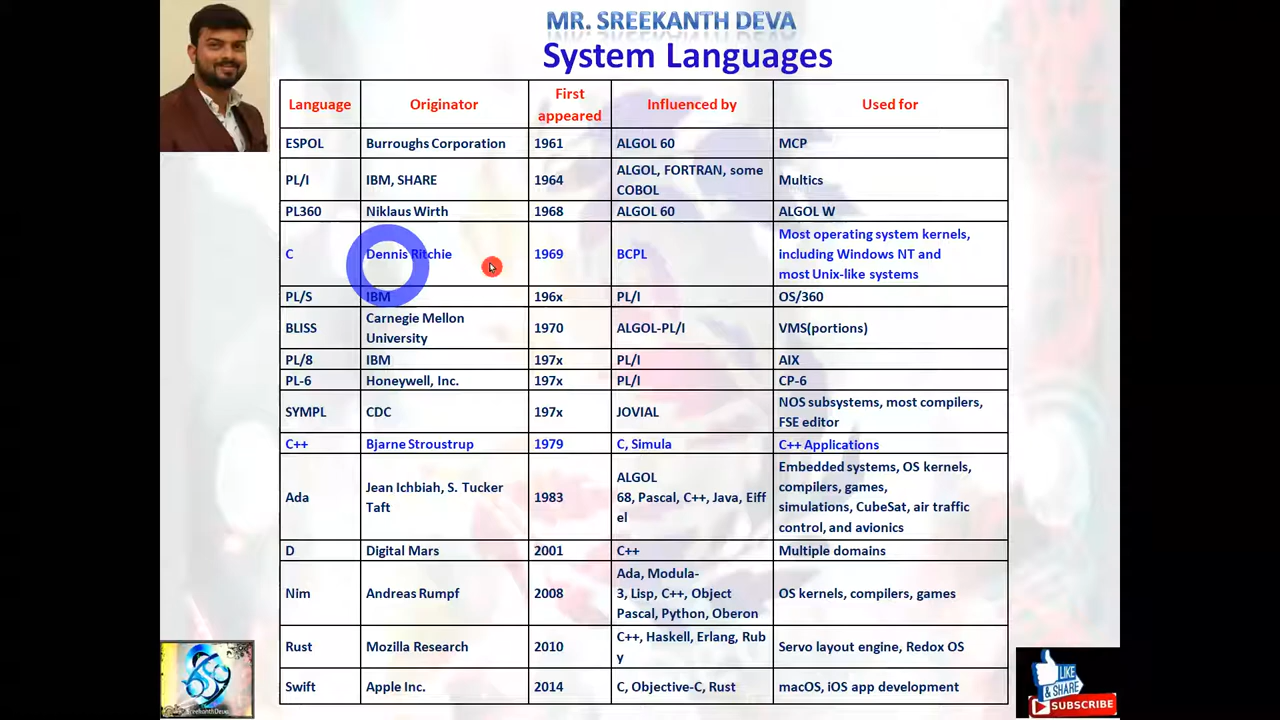 MR. SREEKANTH DEVA
System Languages
Language Originator First appeared Influenced by Used for
ESPOL Burroughs Corporation 1961 ALGOL 60 MCP
PL/I IBM, SHARE 1964 ALGOL, FORTRAN, some COBOL Multics
PL360 Niklaus Wirth 1968 ALGOL 60 ALGOL W
C Dennis Ritchie 1969 BCPL Most operating system kernels, including Windows NT and most Unix-like systems
PL/S IBM 196x PL/I OS/360
BLISS Carnegie Mellon University 1970 ALGOL-PL/I VMS(portions)
PL/8 IBM 197x PL/I AIX
PL-6 Honeywell, Inc. 197x PL/I CP-6
SYMPL CDC 197x JOVIAL NOS subsystems, most compilers, FSE editor
C++ Bjarne Stroustrup 1979 C, Simula C++ Applications
Ada Jean Ichbiah, S. Tucker Taft 1983 ALGOL 68, Pascal, C++, Java, Eiffel Embedded systems, OS kernels, compilers, games, simulations, CubeSat, air traffic control, and avionics
D Digital Mars 2001 C++ Multiple domains
Nim Andreas Rumpf 2008 Ada, Modula-3, Lisp, C++, Object Pascal, Python, Oberon OS kernels, compilers, games
Rust Mozilla Research 2010 C++, Haskell, Erlang, Ruby Servo layout engine, Redox OS
Swift Apple Inc. 2014 C, Objective-C, Rust macOS, iOS app development
LIKE
& SHARE
SUBSCRIBE